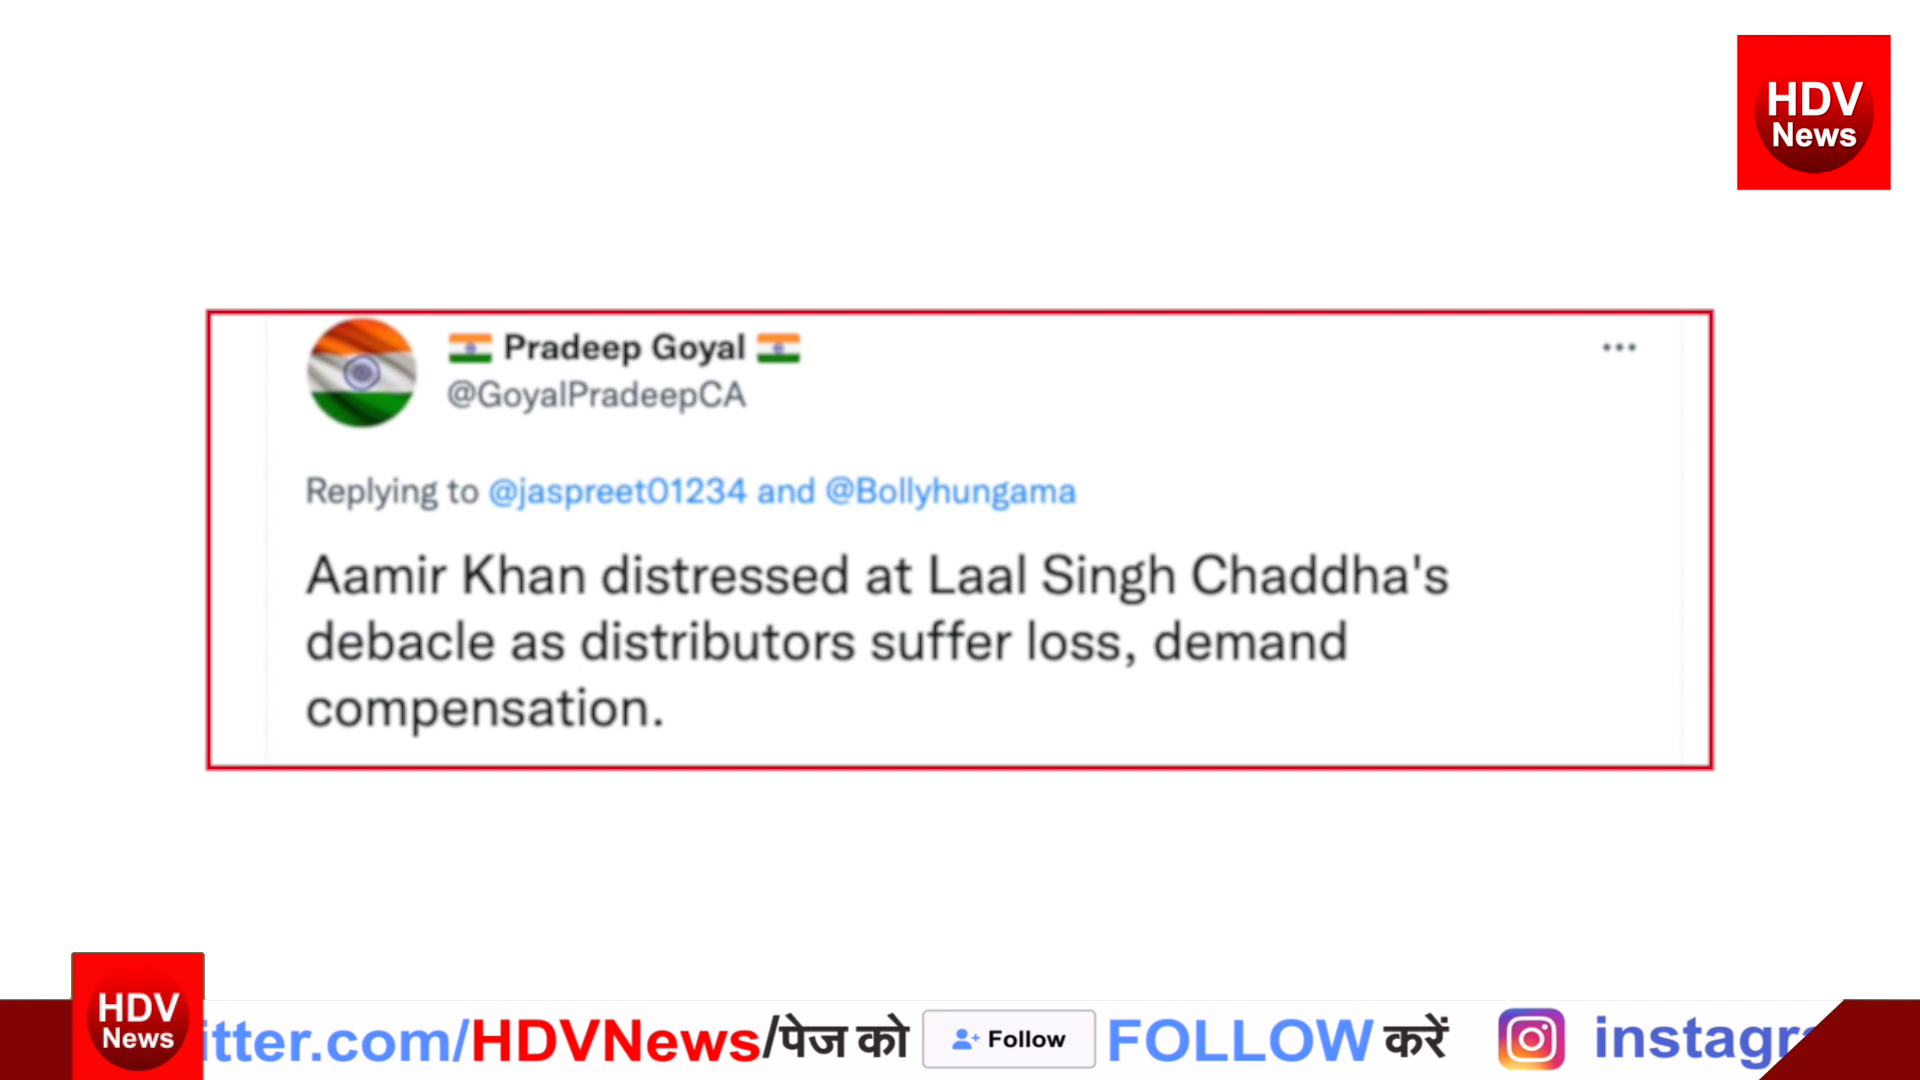 HDV
News
Pradeep Goyal
@GoyalPradeepCA
Replying to @jaspreet01234 and @Bollyhungama
Aamir Khan distressed at Laal Singh Chaddha's
debacle as distributors suffer loss, demand
compensation.
HDV
News
itter.com/HDVNews/पेज को Follow FOLLOW करें instagr